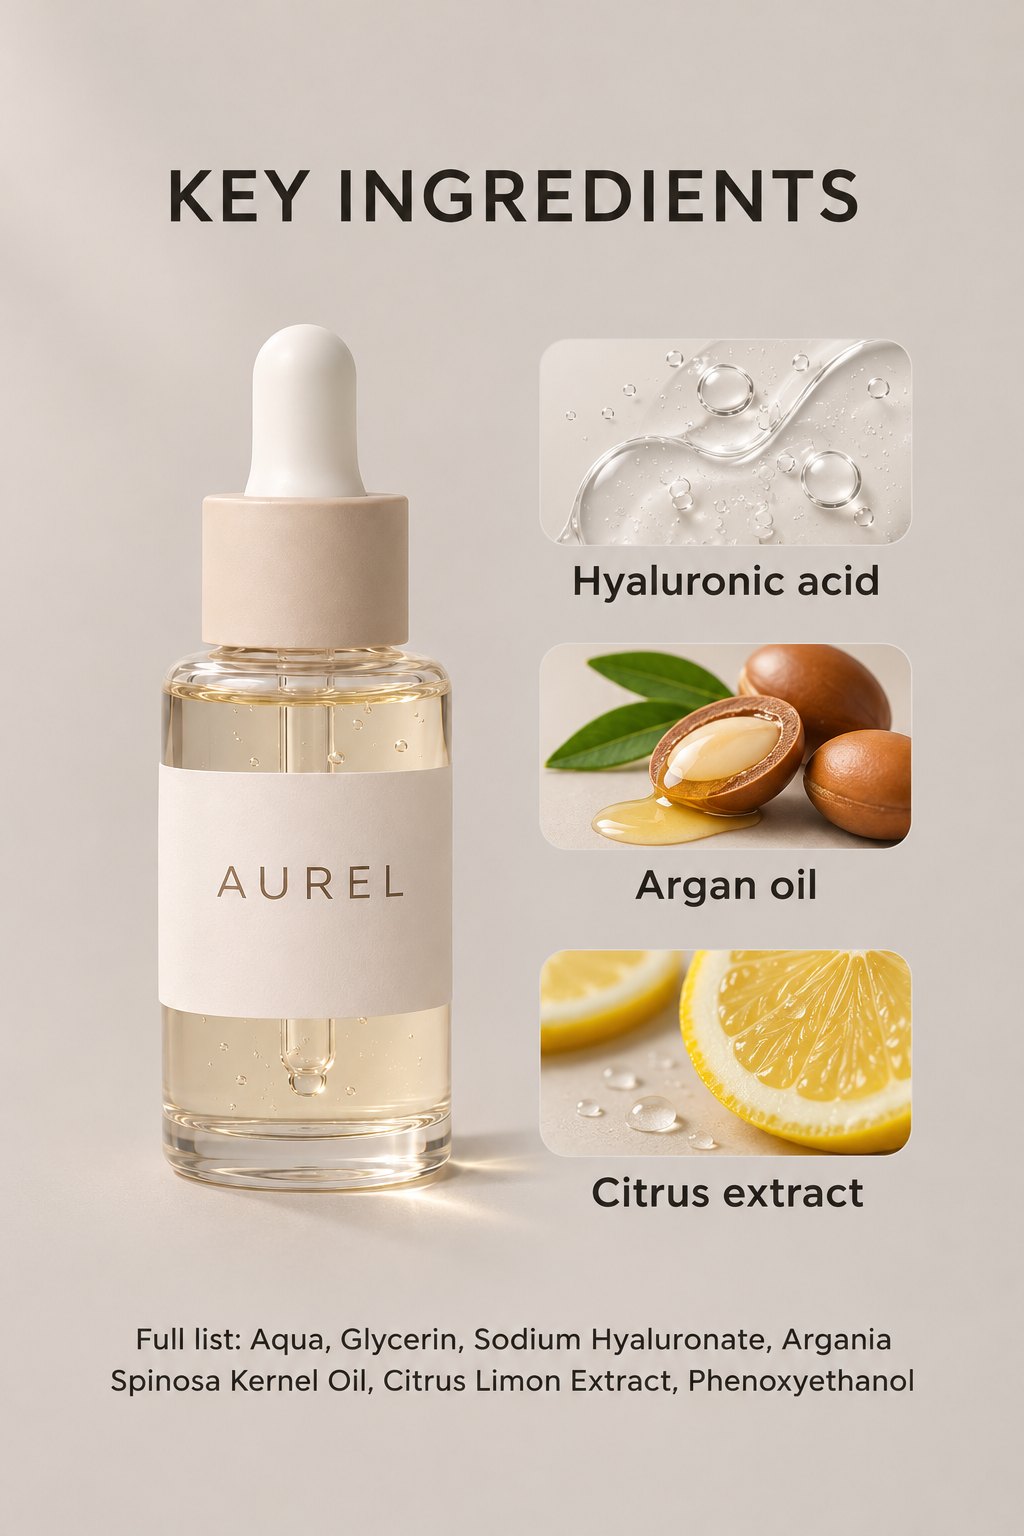 KEY INGREDIENTS
AUREL
Hyaluronic acid
Argan oil
Citrus extract
Full list: Aqua, Glycerin, Sodium Hyaluronate, Argania
Spinosa Kernel Oil, Citrus Limon Extract, Phenoxyethanol